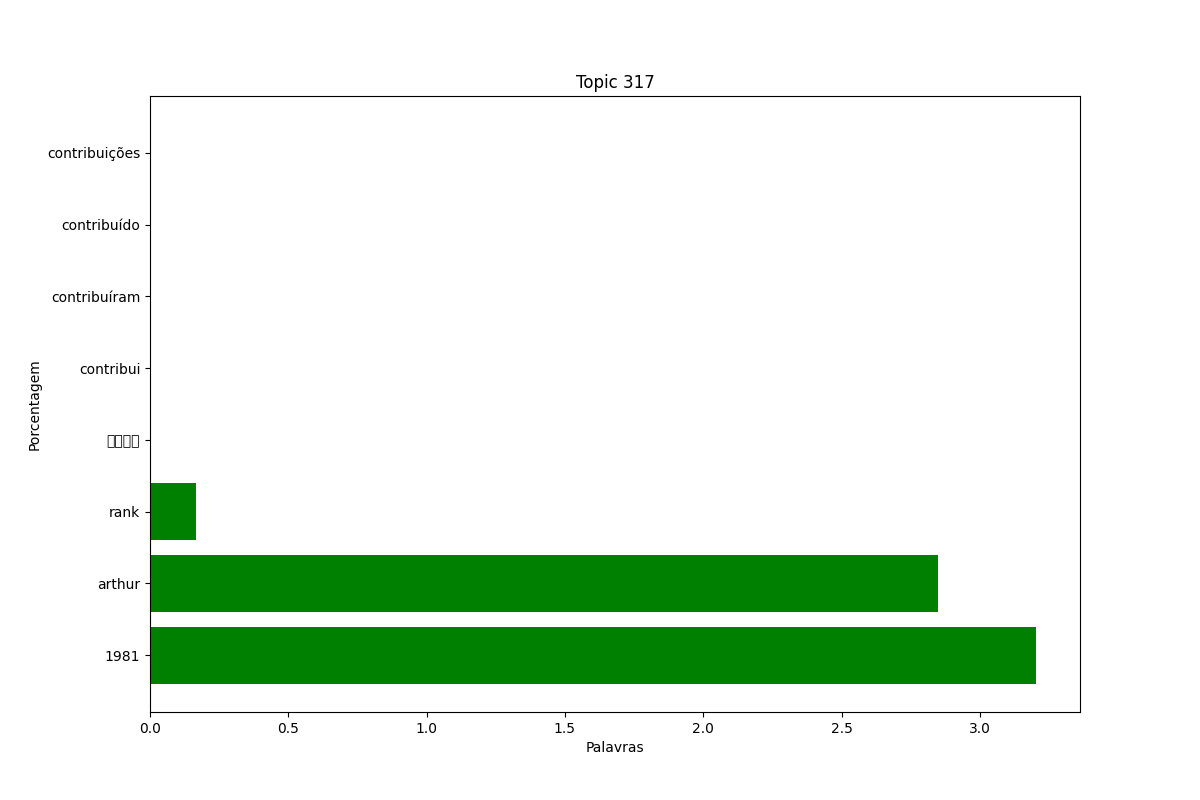 Topic 317
contribuições
contribuído
contribuíram
contribui
rank
arthur
1981
Porcentagem
0.0 0.5 1.0 1.5 2.0 2.5 3.0
Palavras